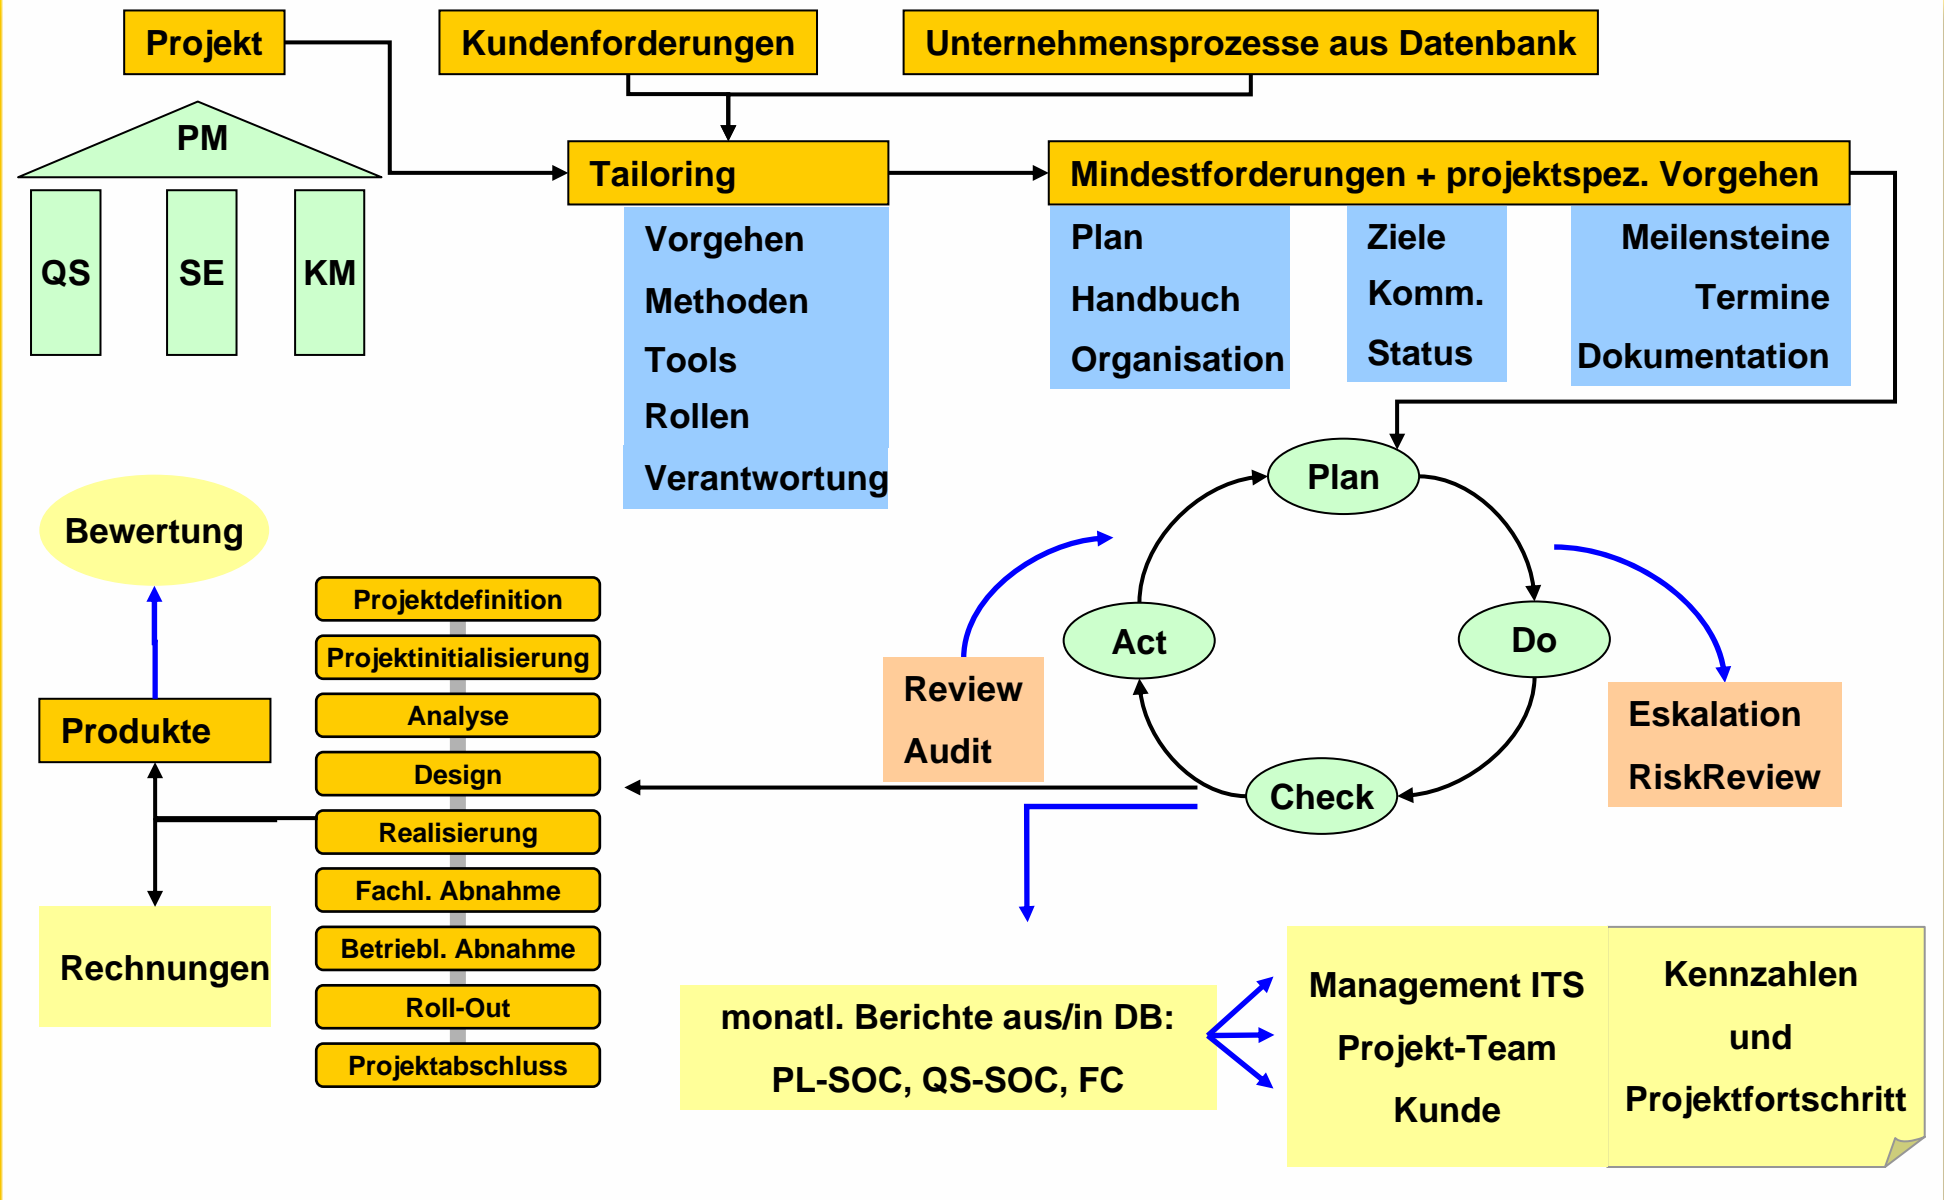 Projekt
Kundenforderungen
Unternehmensprozesse aus Datenbank
PM
QS
SE
KM
Tailoring
Vorgehen
Methoden
Tools
Rollen
Verantwortung
Mindestforderungen + projektspez. Vorgehen
Plan
Handbuch
Organisation
Ziele
Komm.
Status
Meilensteine
Termine
Dokumentation
Plan
Do
Check
Act
Review
Audit
Eskalation
RiskReview
Bewertung
Produkte
Rechnungen
Projektdefinition
Projektinitialisierung
Analyse
Design
Realisierung
Fachl. Abnahme
Betriebl. Abnahme
Roll-Out
Projektabschluss
monatl. Berichte aus/in DB:
PL-SOC, QS-SOC, FC
Management ITS
Projekt-Team
Kunde
Kennzahlen
und
Projektfortschritt